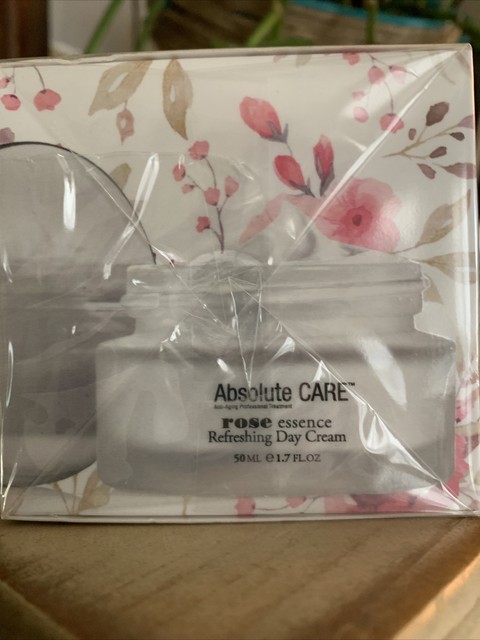 Absolute CARE™
Anti-Aging Professional Treatment
rose essence
Refreshing Day Cream
50 ML ℮ 1.7 FL.OZ